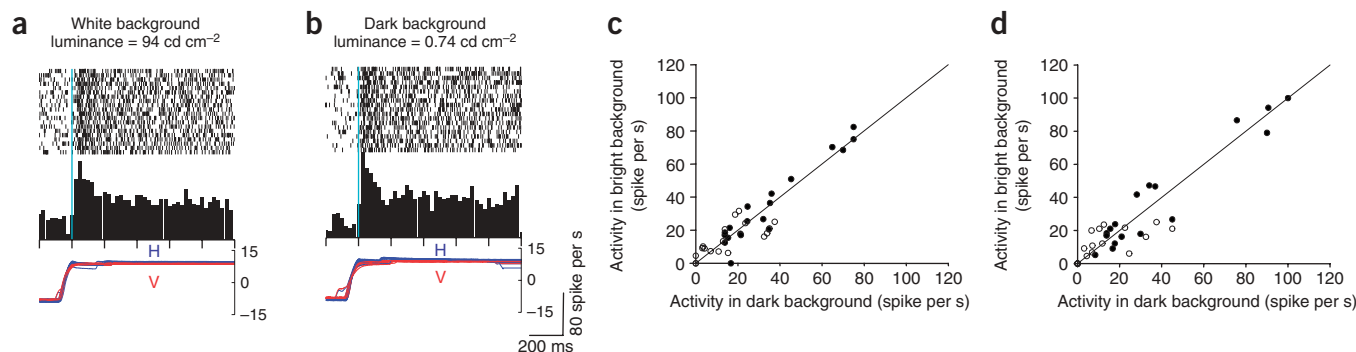 a
White background
luminance = 94 cd cm⁻²
H
V
15
0
−15
b
Dark background
luminance = 0.74 cd cm⁻²
15
0
−15
80 spike per s
200 ms
c
Activity in bright background
(spike per s)
120
100
80
60
40
20
0
0 20 40 60 80 100 120
Activity in dark background (spike per s)
d
Activity in bright background
(spike per s)
120
100
80
60
40
20
0
0 20 40 60 80 100 120
Activity in dark background (spike per s)